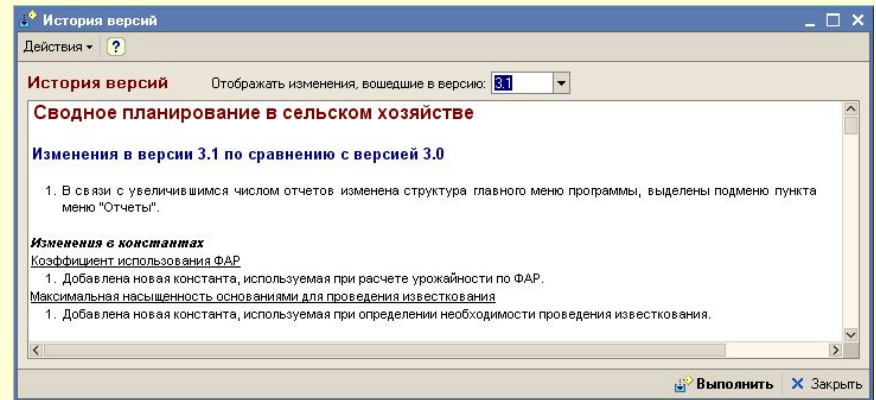 История версий
Действия
История версий Отображать изменения, вошедшие в версию: 3.1
Сводное планирование в сельском хозяйстве
Изменения в версии 3.1 по сравнению с версией 3.0
1. В связи с увеличившимся числом отчетов изменена структура главного меню программы, выделены подменю пункта
меню "Отчеты".
Изменения в константах
Коэффициент использования ФАР
1. Добавлена новая константа, используемая при расчете урожайности по ФАР.
Максимальная насыщенность основаниями для проведения известкования
1. Добавлена новая константа, используемая при определении необходимости проведения известкования.
Выполнить Закрыть